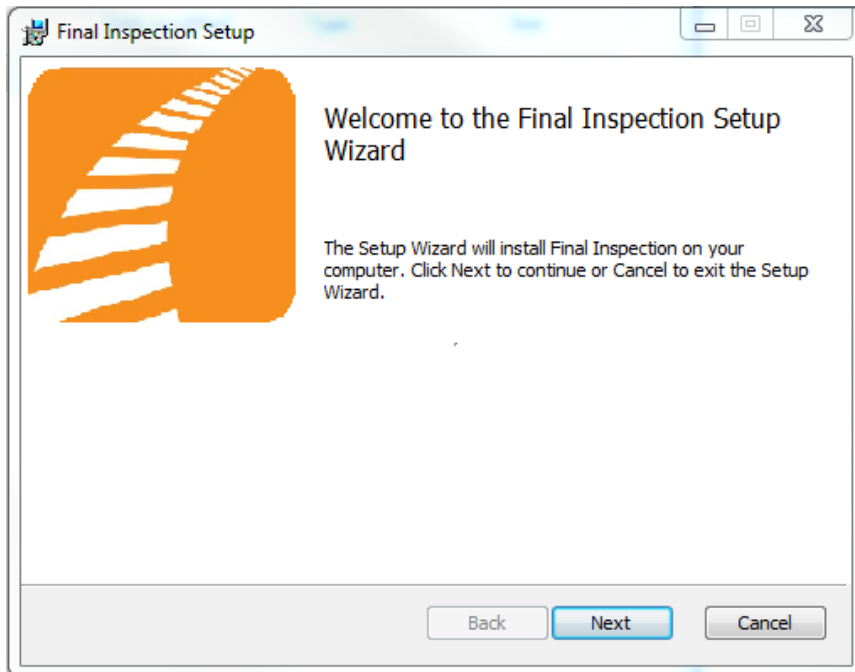 Final Inspection Setup
Welcome to the Final Inspection Setup
Wizard
The Setup Wizard will install Final Inspection on your
computer. Click Next to continue or Cancel to exit the Setup
Wizard.
Back
Next
Cancel